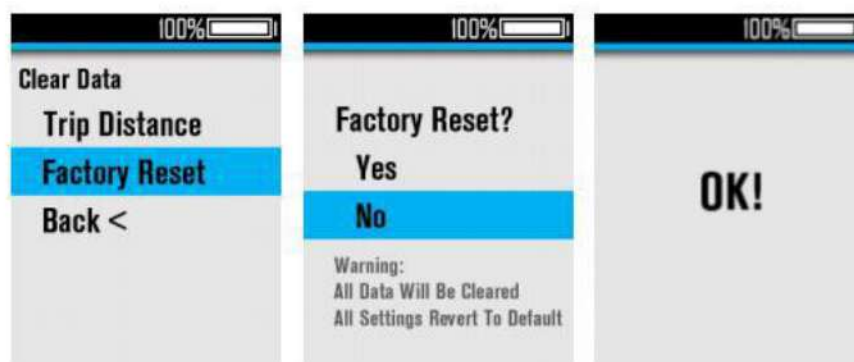 100%
Clear Data
Trip Distance
Factory Reset
Back <
100%
Factory Reset?
Yes
No
Warning:
All Data Will Be Cleared
All Settings Revert To Default
100%
OK!